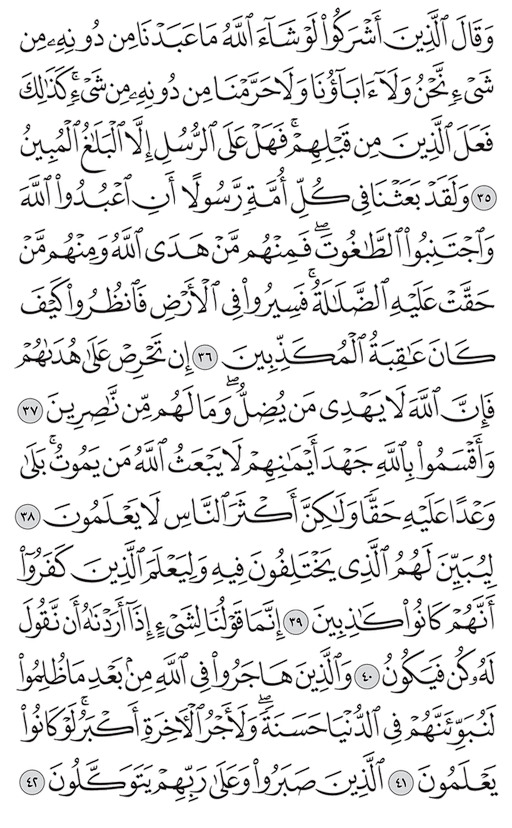 وَقَالَ ٱلَّذِينَ أَشْرَكُوا۟ لَوْ شَآءَ ٱللَّهُ مَا عَبَدْنَا مِن دُونِهِۦ مِن
شَىْءٍ نَّحْنُ وَلَآ ءَابَآؤُنَا وَلَا حَرَّمْنَا مِن دُونِهِۦ مِن شَىْءٍ ۚ كَذَٰلِكَ
فَعَلَ ٱلَّذِينَ مِن قَبْلِهِمْ ۚ فَهَلْ عَلَى ٱلرُّسُلِ إِلَّا ٱلْبَلَٰغُ ٱلْمُبِينُ
٣٥ وَلَقَدْ بَعَثْنَا فِى كُلِّ أُمَّةٍ رَّسُولًا أَنِ ٱعْبُدُوا۟ ٱللَّهَ
وَٱجْتَنِبُوا۟ ٱلطَّٰغُوتَ ۖ فَمِنْهُم مَّنْ هَدَى ٱللَّهُ وَمِنْهُم مَّنْ
حَقَّتْ عَلَيْهِ ٱلضَّلَٰلَةُ ۚ فَسِيرُوا۟ فِى ٱلْأَرْضِ فَٱنظُرُوا۟ كَيْفَ
كَانَ عَٰقِبَةُ ٱلْمُكَذِّبِينَ ٣٦ إِن تَحْرِصْ عَلَىٰ هُدَىٰهُمْ
فَإِنَّ ٱللَّهَ لَا يَهْدِى مَن يُضِلُّ ۖ وَمَا لَهُم مِّن نَّٰصِرِينَ ٣٧
وَأَقْسَمُوا۟ بِٱللَّهِ جَهْدَ أَيْمَٰنِهِمْ لَا يَبْعَثُ ٱللَّهُ مَن يَمُوتُ ۚ بَلَىٰ
وَعْدًا عَلَيْهِ حَقًّا وَلَٰكِنَّ أَكْثَرَ ٱلنَّاسِ لَا يَعْلَمُونَ ٣٨
لِيُبَيِّنَ لَهُمُ ٱلَّذِى يَخْتَلِفُونَ فِيهِ وَلِيَعْلَمَ ٱلَّذِينَ كَفَرُوٓا۟
أَنَّهُمْ كَانُوا۟ كَٰذِبِينَ ٣٩ إِنَّمَا قَوْلُنَا لِشَىْءٍ إِذَآ أَرَدْنَٰهُ أَن نَّقُولَ
لَهُۥ كُن فَيَكُونُ ٤٠ وَٱلَّذِينَ هَاجَرُوا۟ فِى ٱللَّهِ مِنۢ بَعْدِ مَا ظُلِمُوا۟
لَنُبَوِّئَنَّهُمْ فِى ٱلدُّنْيَا حَسَنَةً ۖ وَلَأَجْرُ ٱلْءَاخِرَةِ أَكْبَرُ ۚ لَوْ كَانُوا۟
يَعْلَمُونَ ٤١ ٱلَّذِينَ صَبَرُوا۟ وَعَلَىٰ رَبِّهِمْ يَتَوَكَّلُونَ ٤٢